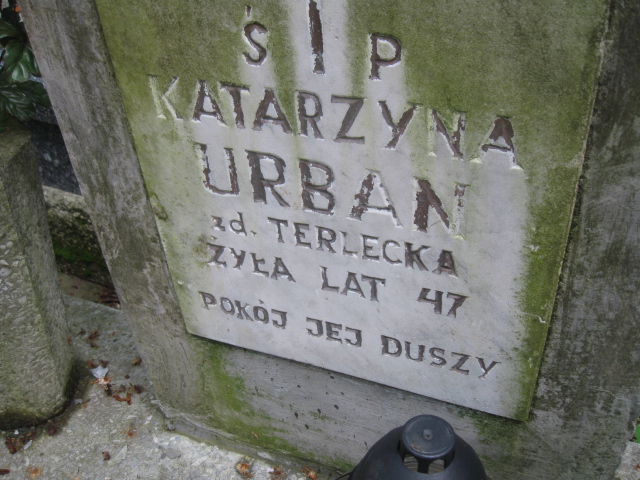 Ś P
KATARZYNA
URBAN
zd. TERLECKA
ŻYŁA LAT 47
POKÓJ JEJ DUSZY